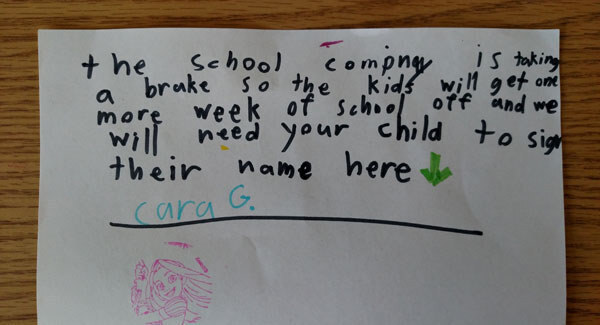 the school compny is taking
a brake so the kids will get one
more week of school off and we
will need your child to sign
their name here
cara G.